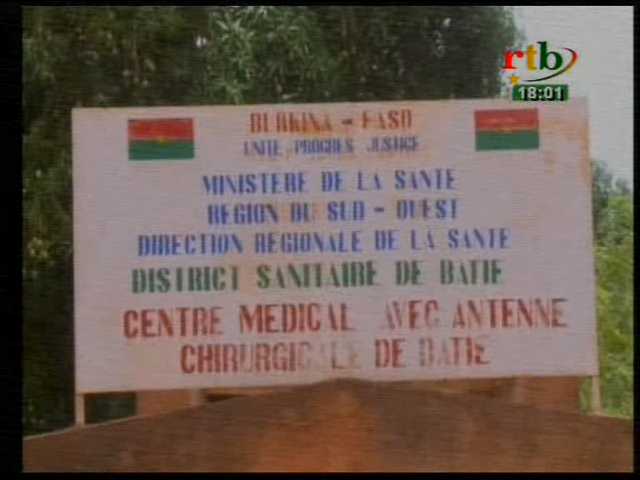 rtb
18:01
BURKINA - FASO
UNITE - PROGRES JUSTICE
MINISTERE DE LA SANTE
REGION DU SUD - OUEST
DIRECTION REGIONALE DE LA SANTE
DISTRICT SANITAIRE DE BATIE
CENTRE MEDICAL AVEC ANTENNE
CHIRURGICALE DE BATIE